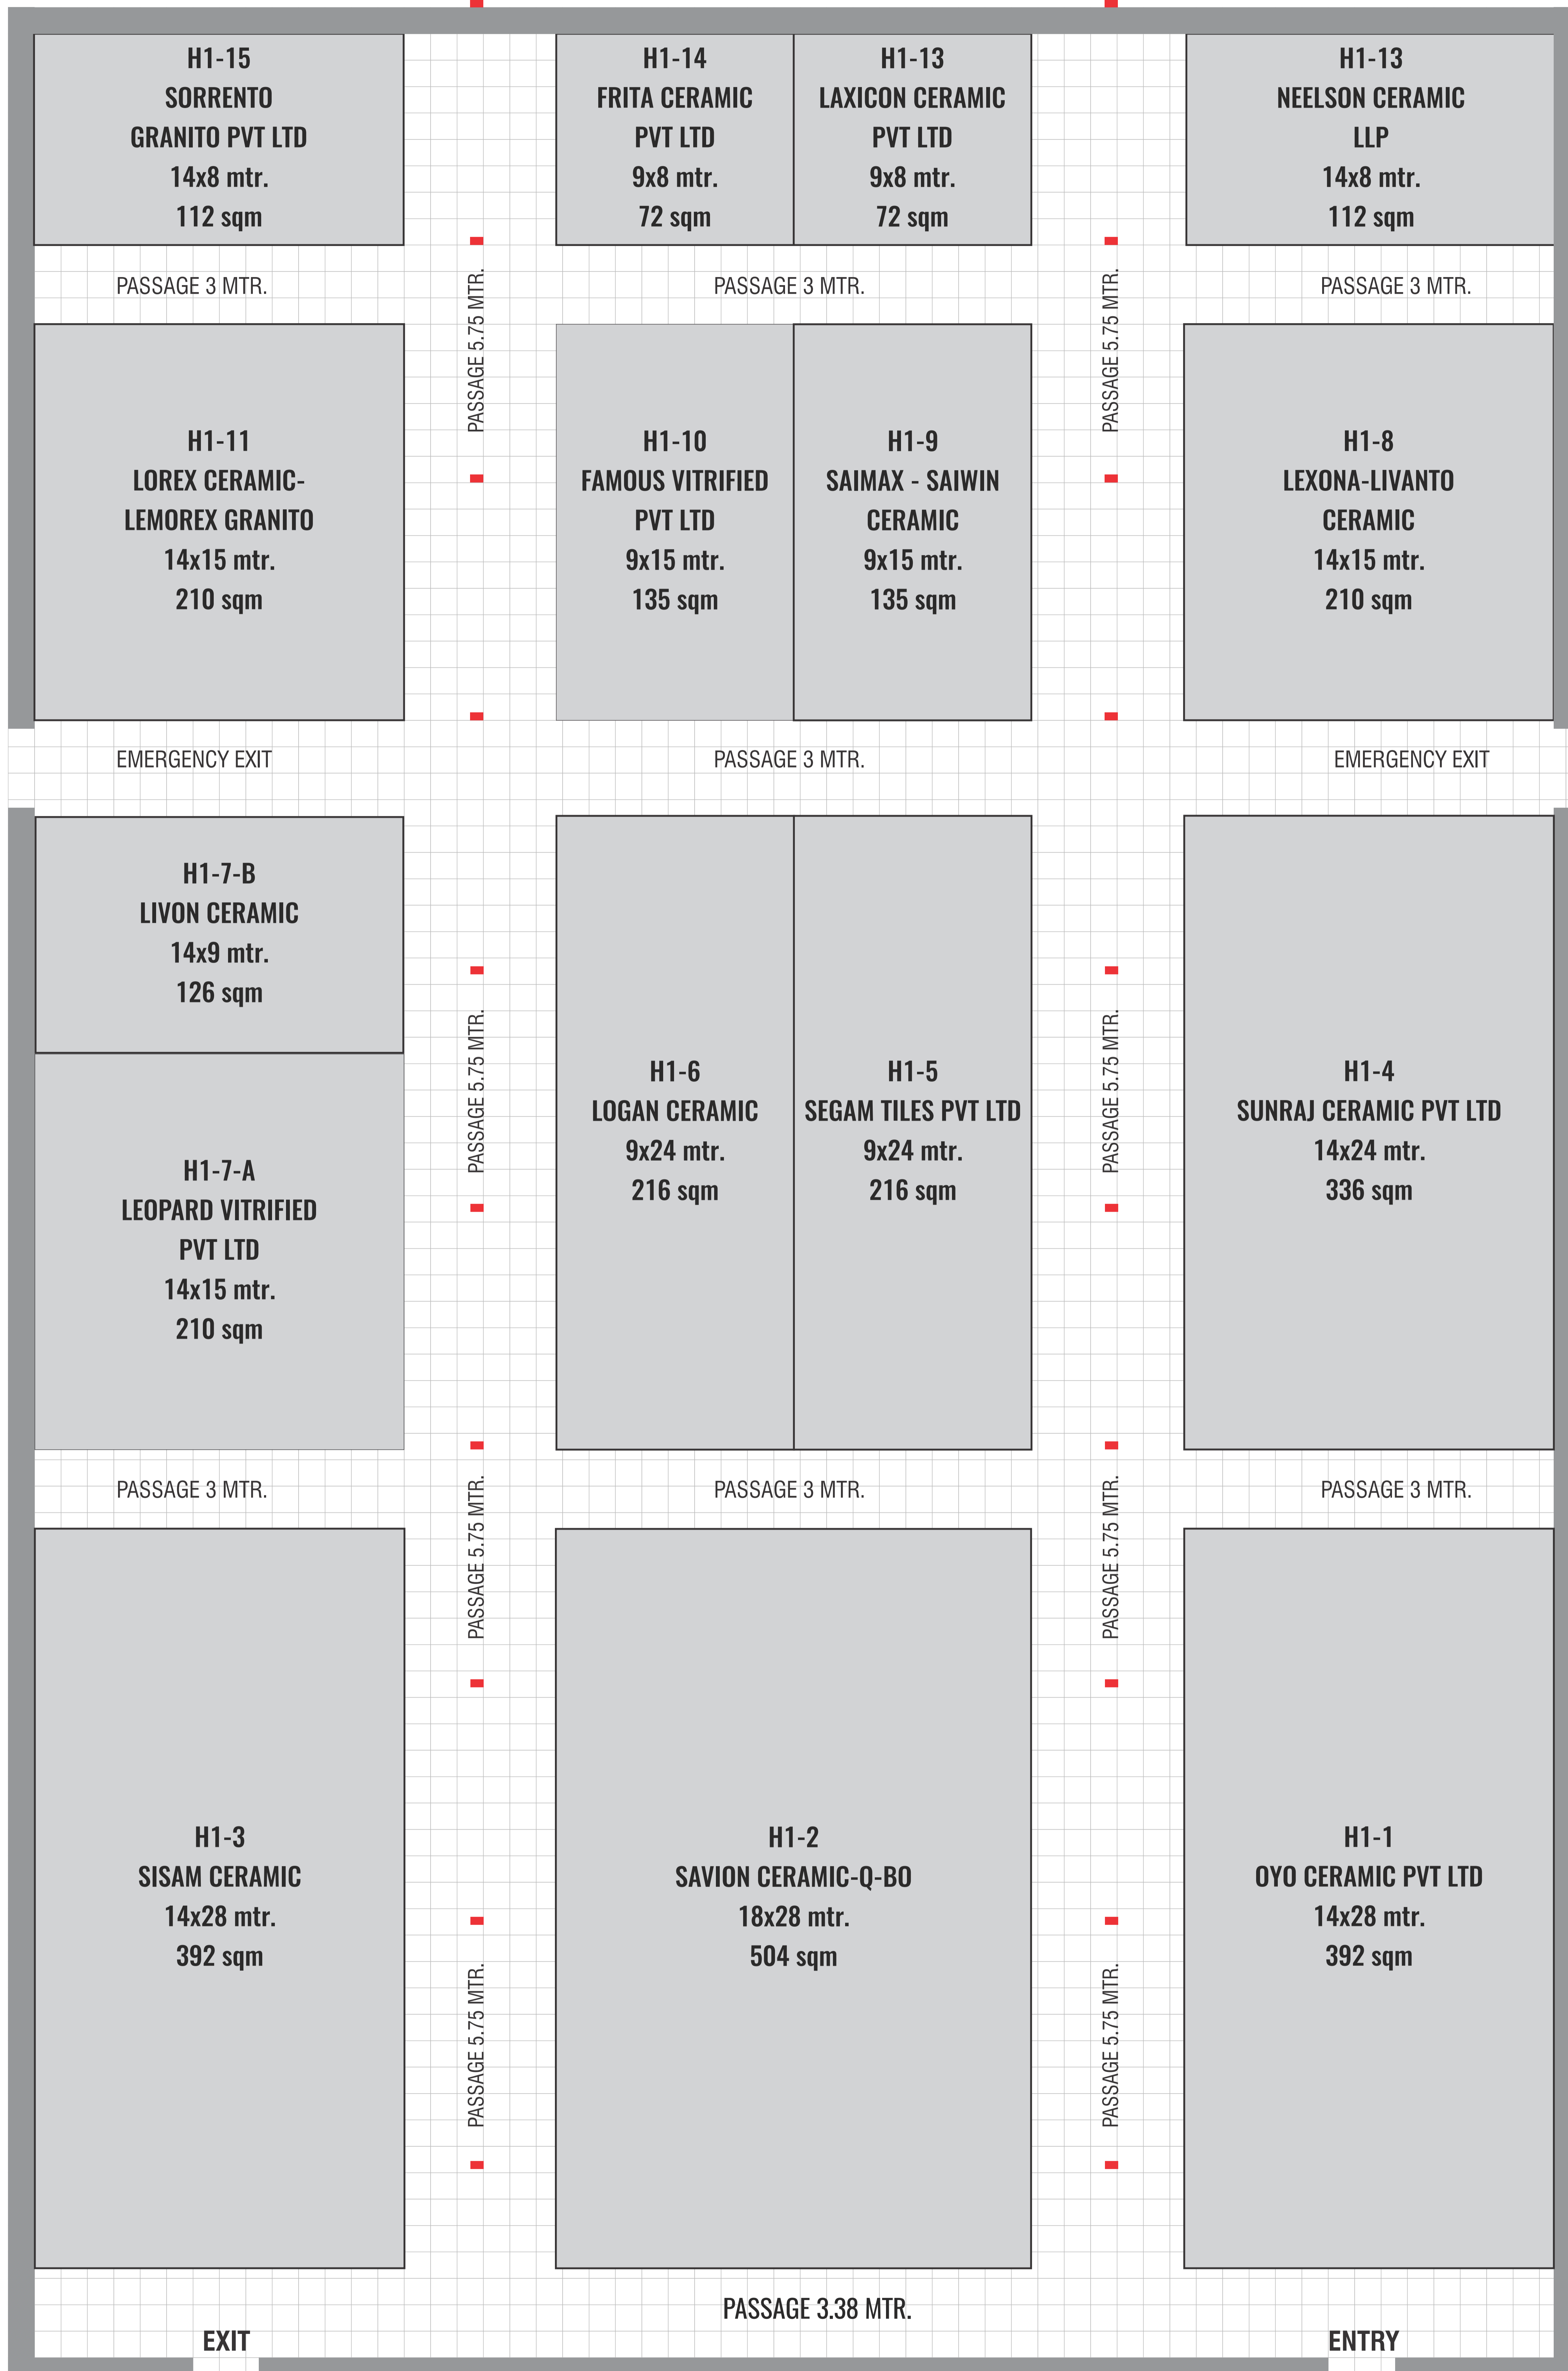 H1-15
SORRENTO
GRANITO PVT LTD
14x8 mtr.
112 sqm
H1-14
FRITA CERAMIC
PVT LTD
9x8 mtr.
72 sqm
H1-13
LAXICON CERAMIC
PVT LTD
9x8 mtr.
72 sqm
H1-13
NEELSON CERAMIC
LLP
14x8 mtr.
112 sqm
PASSAGE 3 MTR.
PASSAGE 5.75 MTR.
PASSAGE 3 MTR.
PASSAGE 5.75 MTR.
PASSAGE 3 MTR.
H1-11
LOREX CERAMIC-
LEMOREX GRANITO
14x15 mtr.
210 sqm
H1-10
FAMOUS VITRIFIED
PVT LTD
9x15 mtr.
135 sqm
H1-9
SAIMAX - SAIWIN
CERAMIC
9x15 mtr.
135 sqm
H1-8
LEXONA-LIVANTO
CERAMIC
14x15 mtr.
210 sqm
EMERGENCY EXIT
PASSAGE 3 MTR.
EMERGENCY EXIT
H1-7-B
LIVON CERAMIC
14x9 mtr.
126 sqm
H1-7-A
LEOPARD VITRIFIED
PVT LTD
14x15 mtr.
210 sqm
PASSAGE 5.75 MTR.
H1-6
LOGAN CERAMIC
9x24 mtr.
216 sqm
H1-5
SEGAM TILES PVT LTD
9x24 mtr.
216 sqm
PASSAGE 5.75 MTR.
H1-4
SUNRAJ CERAMIC PVT LTD
14x24 mtr.
336 sqm
PASSAGE 3 MTR.
PASSAGE 5.75 MTR.
PASSAGE 3 MTR.
PASSAGE 5.75 MTR.
PASSAGE 3 MTR.
H1-3
SISAM CERAMIC
14x28 mtr.
392 sqm
H1-2
SAVION CERAMIC-Q-BO
18x28 mtr.
504 sqm
H1-1
OYO CERAMIC PVT LTD
14x28 mtr.
392 sqm
PASSAGE 5.75 MTR.
PASSAGE 5.75 MTR.
PASSAGE 3.38 MTR.
EXIT
ENTRY